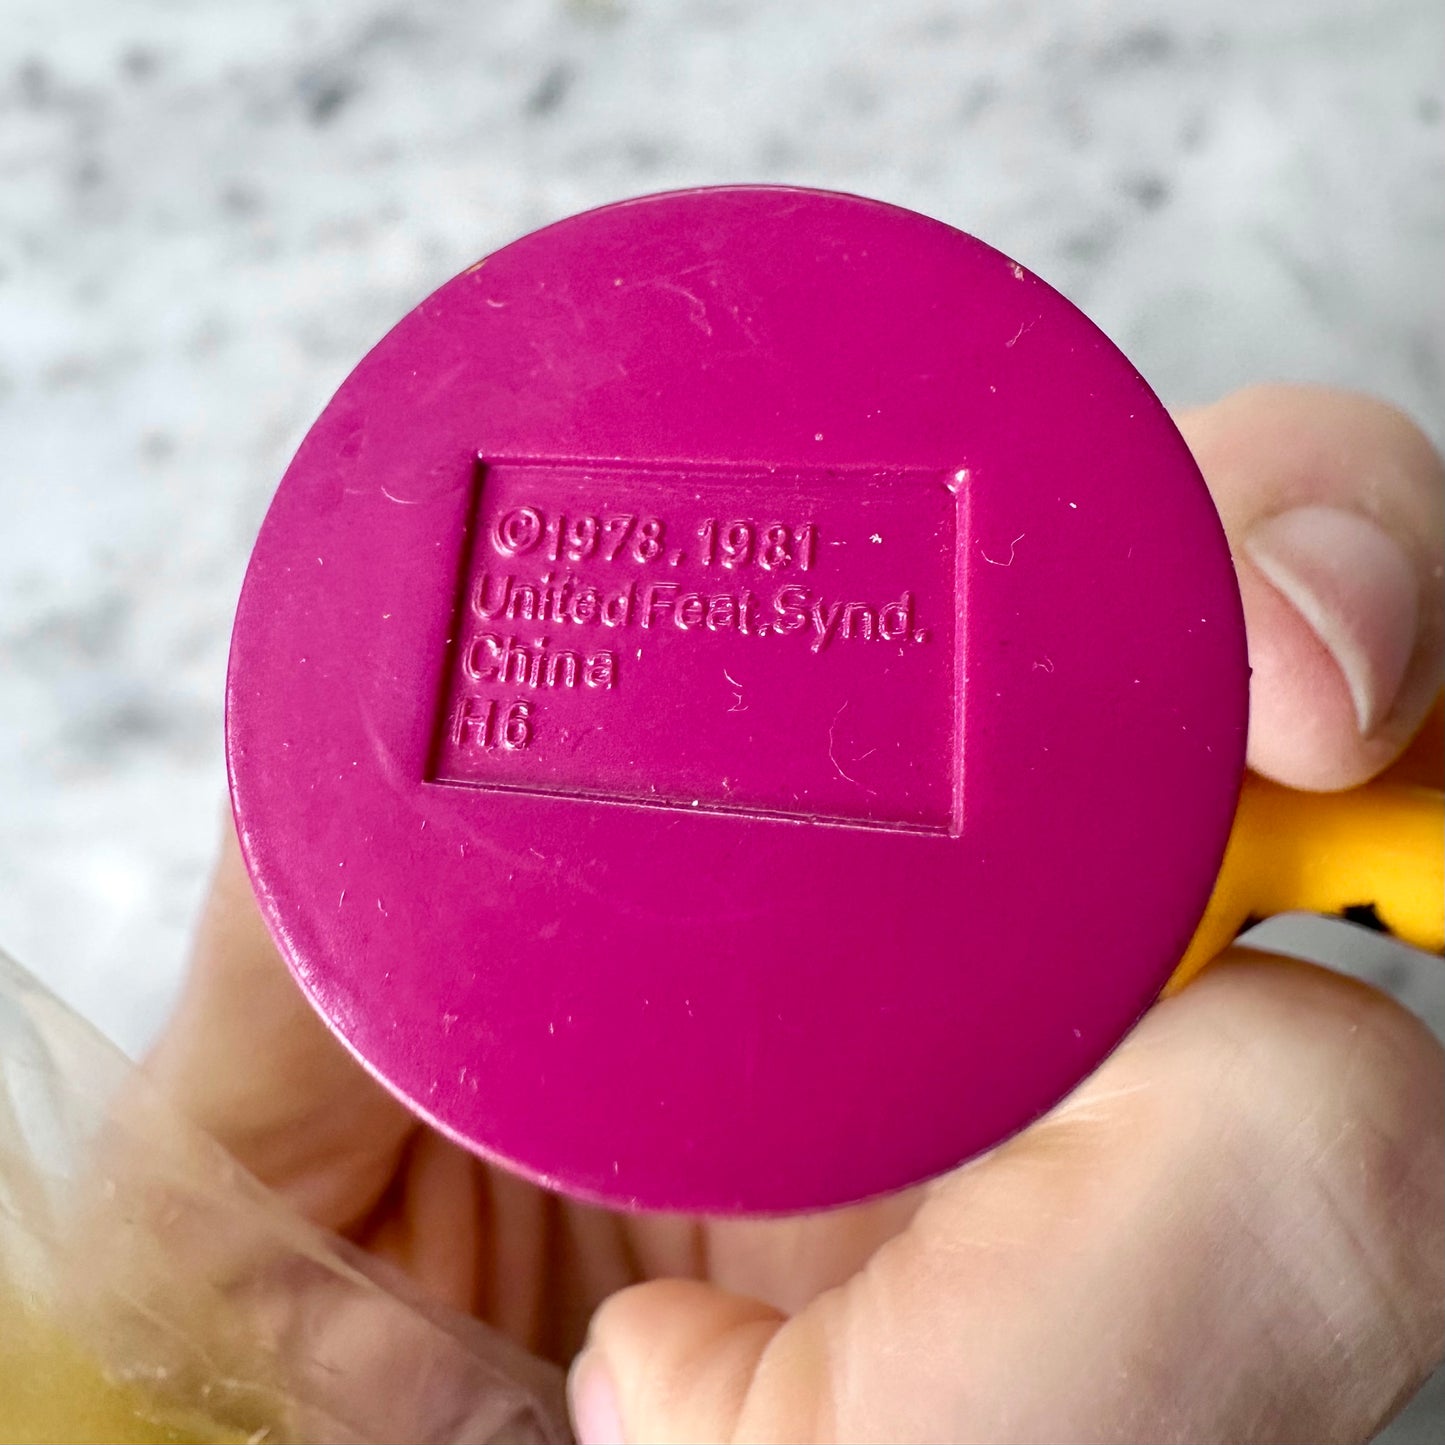 ©1978, 1981
United Feat. Synd.
China
H6